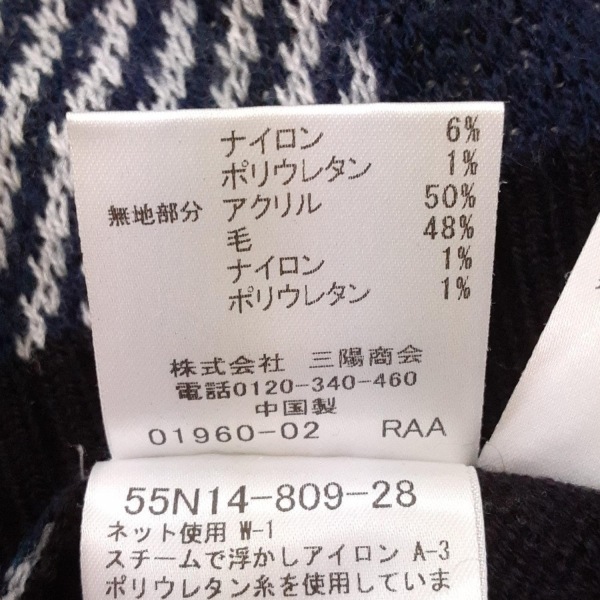 ナイロン 6%
ポリウレタン 1%
無地部分 アクリル 50%
毛 48%
ナイロン 1%
ポリウレタン 1%
株式会社 三陽商会
電話0120-340-460
中国製
01960-02 RAA
55N14-809-28
ネット使用 W-1
スチームで浮かしアイロン A-3
ポリウレタン糸を使用していま